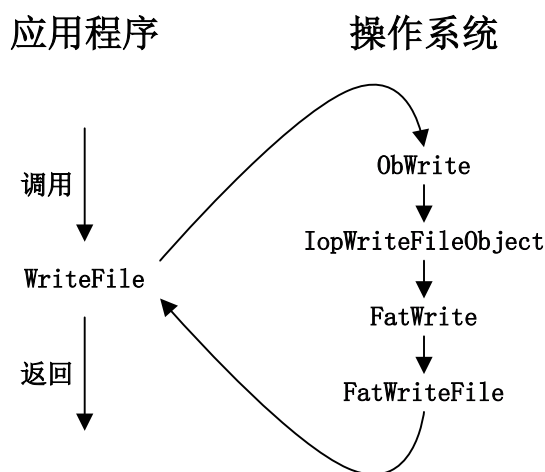 应用程序
操作系统
ObWrite
调用
IopWriteFileObject
WriteFile
FatWrite
返回
FatWriteFile